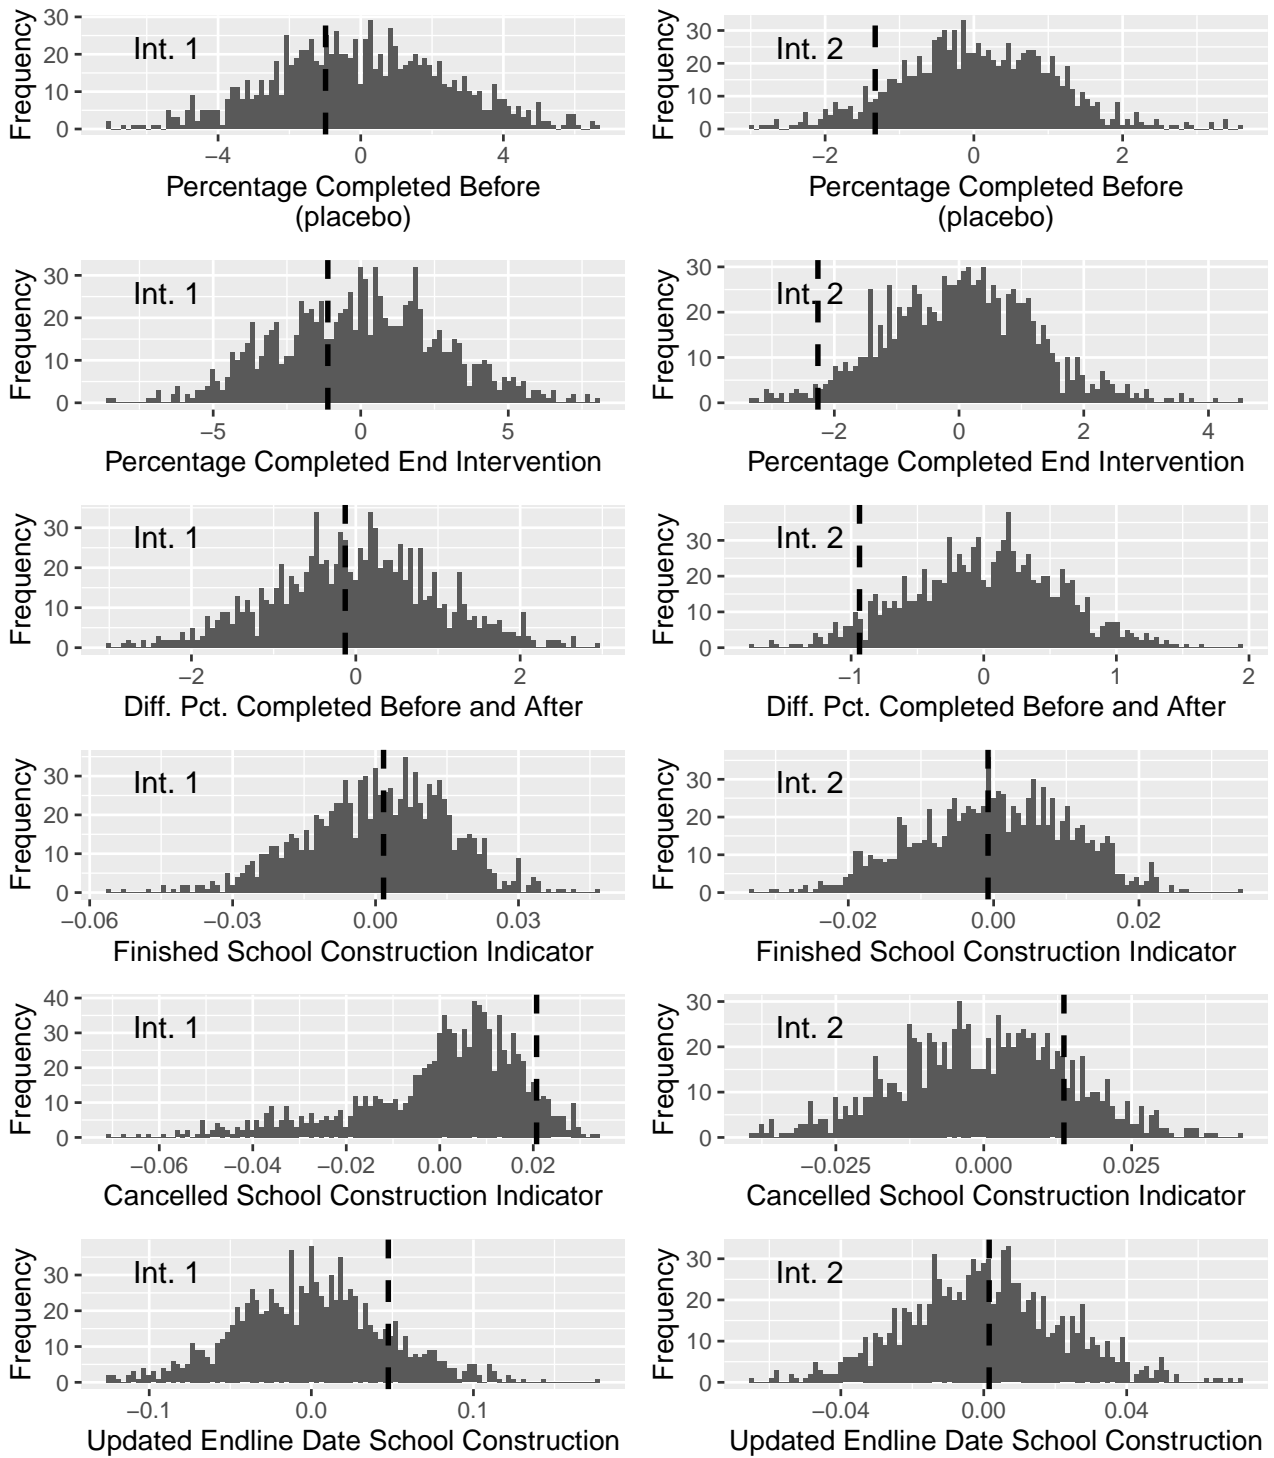 Frequency
30
20
10
0
Int. 1
−4
0
4
Percentage Completed Before
(placebo)
Frequency
30
20
10
0
Int. 2
−2
0
2
Percentage Completed Before
(placebo)
Frequency
30
20
10
0
Int. 1
−5
0
5
Percentage Completed End Intervention
Frequency
30
20
10
0
Int. 2
−2
0
2
4
Percentage Completed End Intervention
Frequency
30
20
10
0
Int. 1
−2
0
2
Diff. Pct. Completed Before and After
Frequency
30
20
10
0
Int. 2
−1
0
1
2
Diff. Pct. Completed Before and After
Frequency
30
20
10
0
Int. 1
−0.06
−0.03
0.00
0.03
Finished School Construction Indicator
Frequency
30
20
10
0
Int. 2
−0.02
0.00
0.02
Finished School Construction Indicator
Frequency
40
30
20
10
0
Int. 1
−0.06
−0.04
−0.02
0.00
0.02
Cancelled School Construction Indicator
Frequency
30
20
10
0
Int. 2
−0.025
0.000
0.025
Cancelled School Construction Indicator
Frequency
30
20
10
0
Int. 1
−0.1
0.0
0.1
Updated Endline Date School Construction
Frequency
30
20
10
0
Int. 2
−0.04
0.00
0.04
Updated Endline Date School Construction